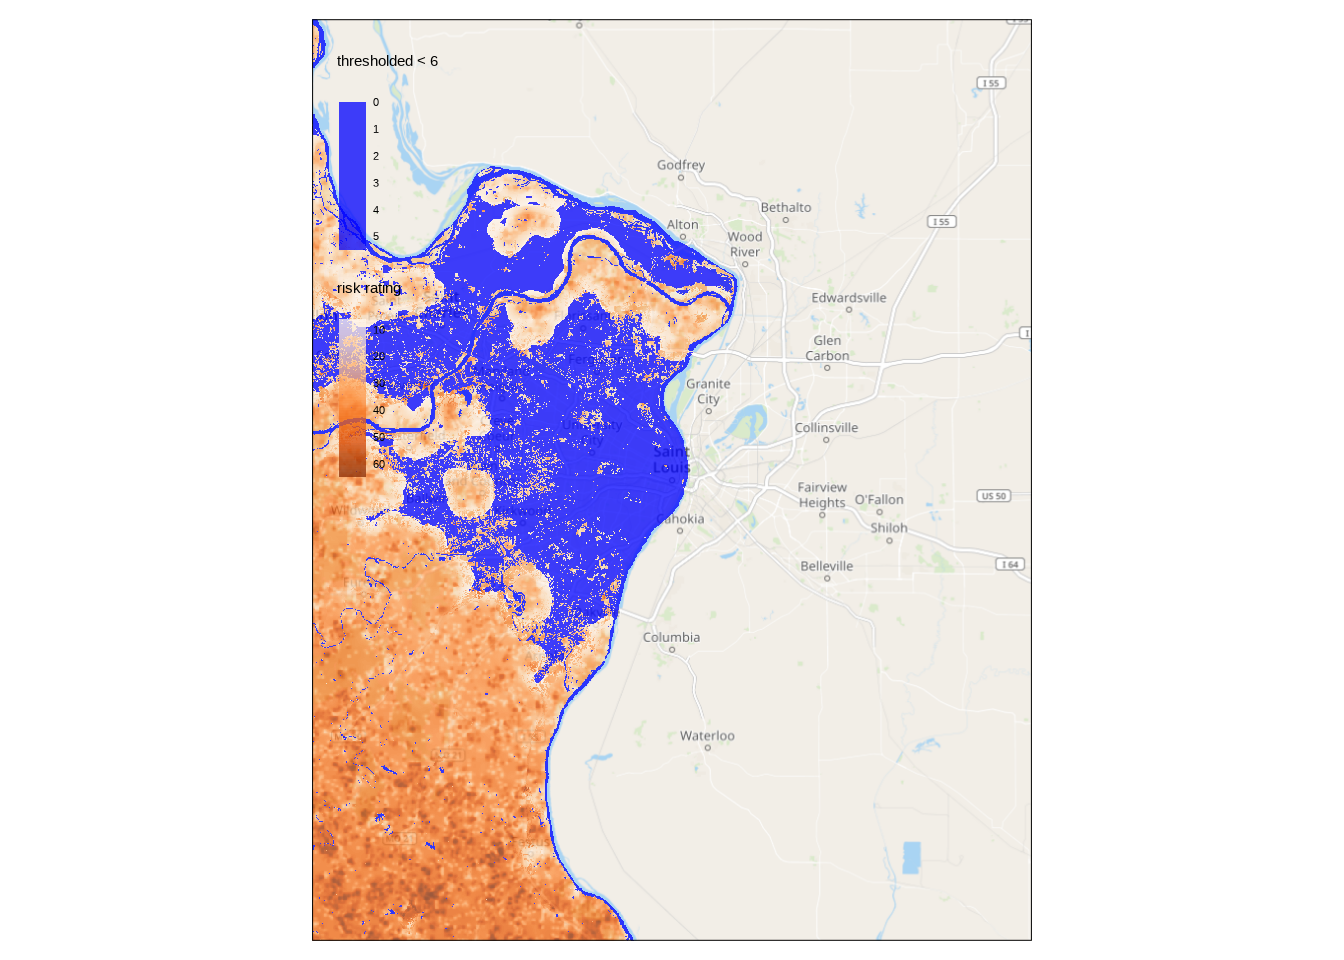 thresholded < 6
0
1
2
3
4
5
risk rating
10
20
30
40
50
60
I 55
Godfrey
Bethalto
I 55
Alton
Wood
River
Edwardsville
Glen
Carbon
Granite
City
Collinsville
University
City
Saint
Louis
Fairview
Heights
O'Fallon
US 50
Cahokia
Shiloh
Belleville
I 64
Columbia
Waterloo